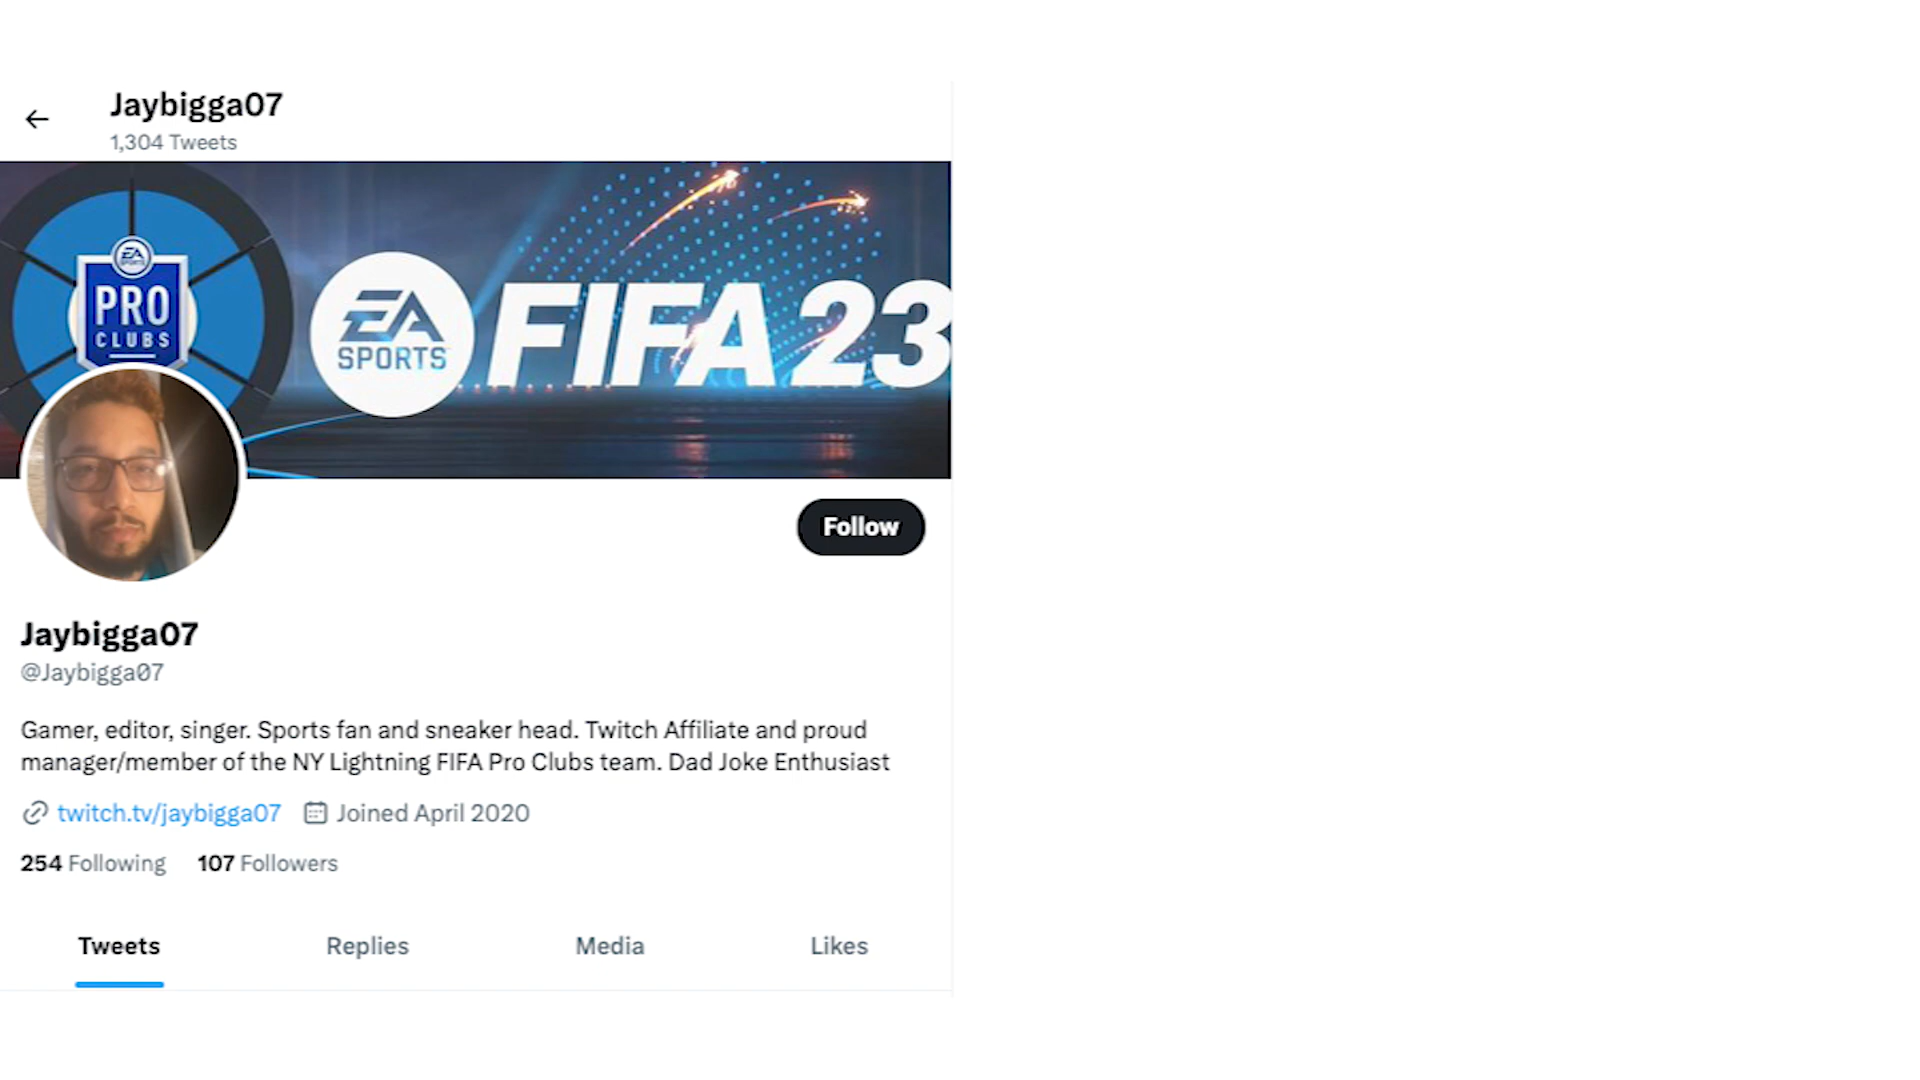 Jaybigga07
1,304 Tweets
EA
SPORTS
PRO
CLUBS
EA
SPORTS
FIFA 23
Follow
Jaybigga07
@Jaybigga07
Gamer, editor, singer. Sports fan and sneaker head. Twitch Affiliate and proud
manager/member of the NY Lightning FIFA Pro Clubs team. Dad Joke Enthusiast
twitch.tv/jaybigga07 Joined April 2020
254 Following 107 Followers
Tweets Replies Media Likes